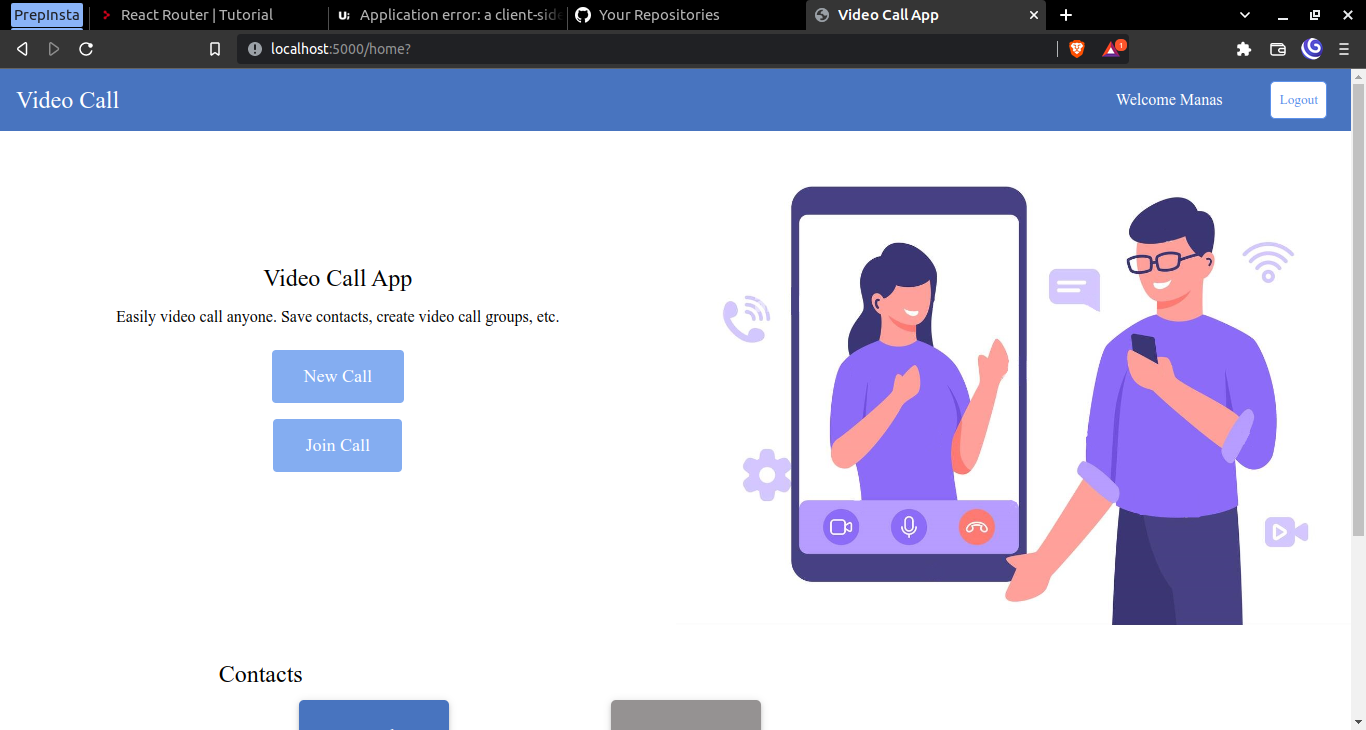 PrepInsta
React Router | Tutorial
Application error: a client-side
Your Repositories
Video Call App
localhost:5000/home?
1
Video Call
Welcome Manas
Logout
Video Call App
Easily video call anyone. Save contacts, create video call groups, etc.
New Call
Join Call
Contacts